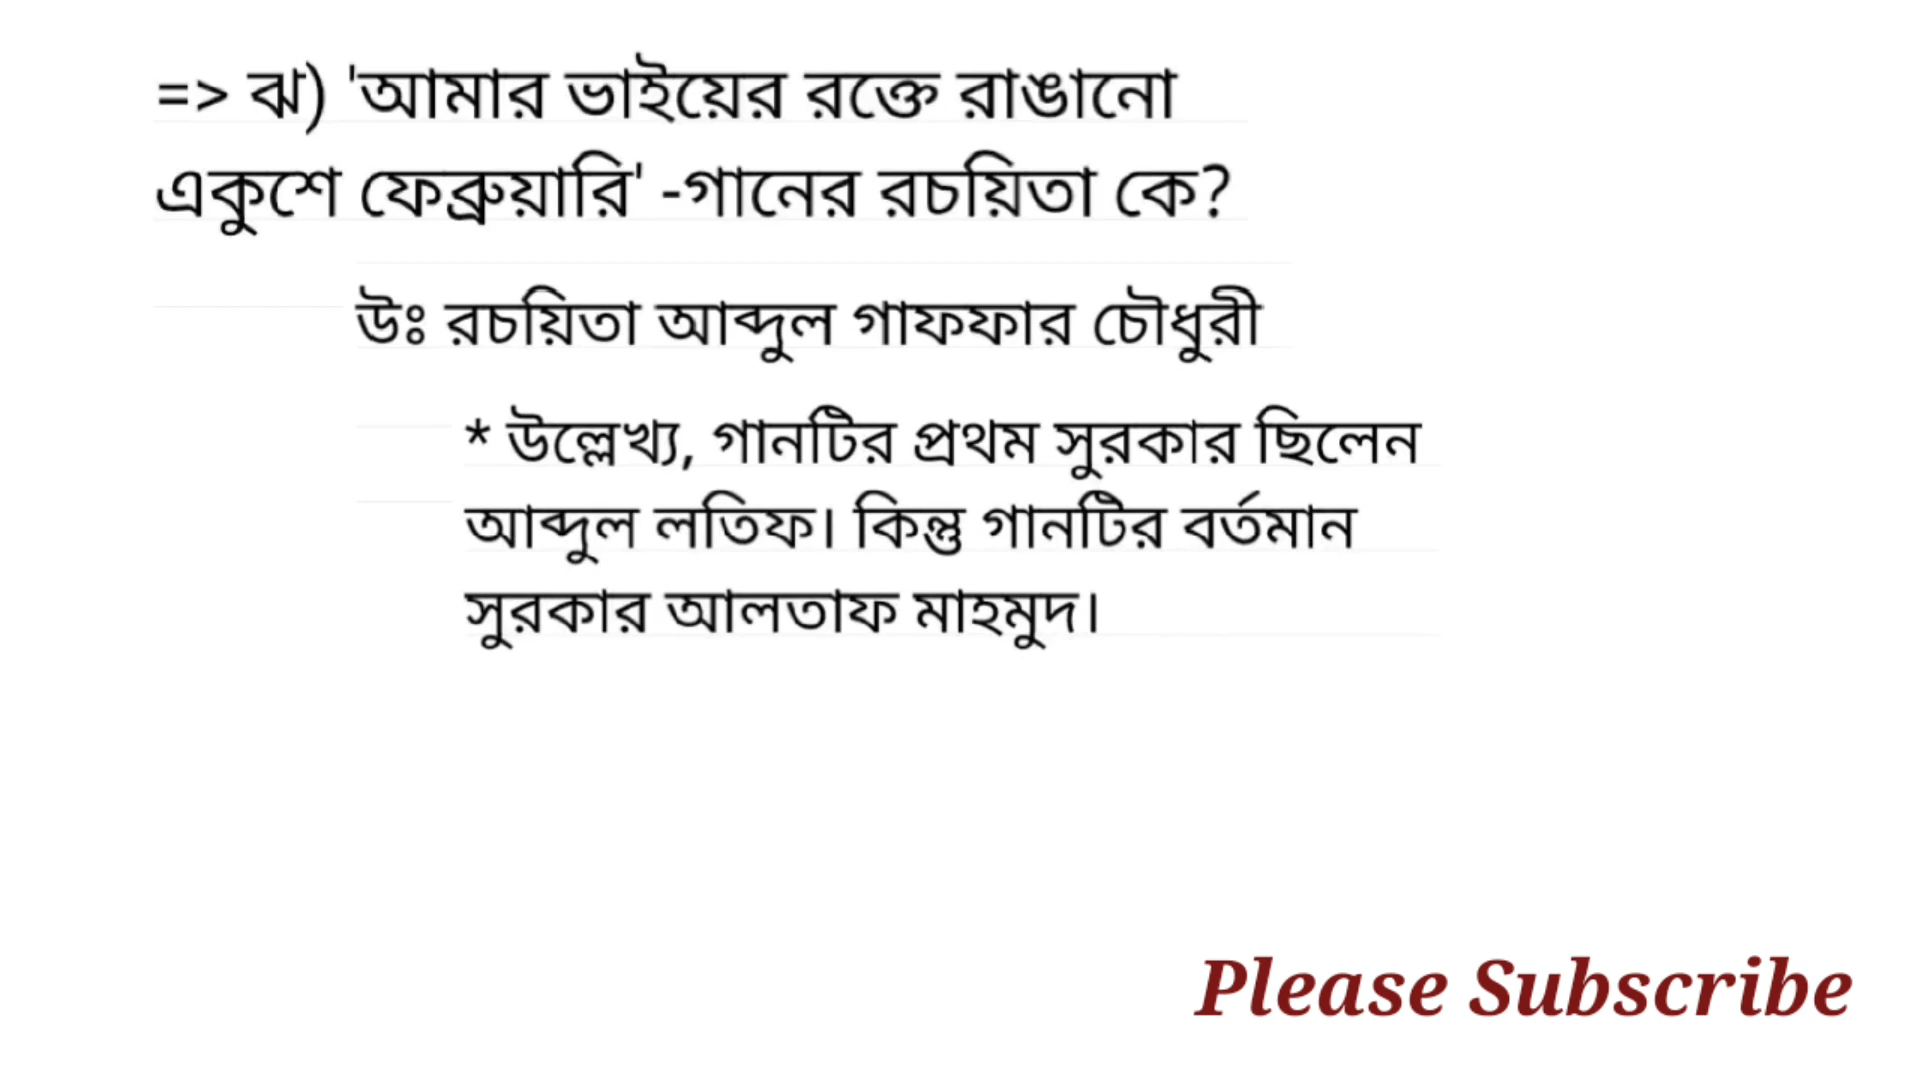 => ঝ) 'আমার ভাইয়ের রক্তে রাঙানো
একুশে ফেব্রুয়ারি' -গানের রচয়িতা কে?
উঃ রচয়িতা আব্দুল গাফফার চৌধুরী
* উল্লেখ্য, গানটির প্রথম সুরকার ছিলেন
আব্দুল লতিফ। কিন্তু গানটির বর্তমান
সুরকার আলতাফ মাহমুদ।
Please Subscribe